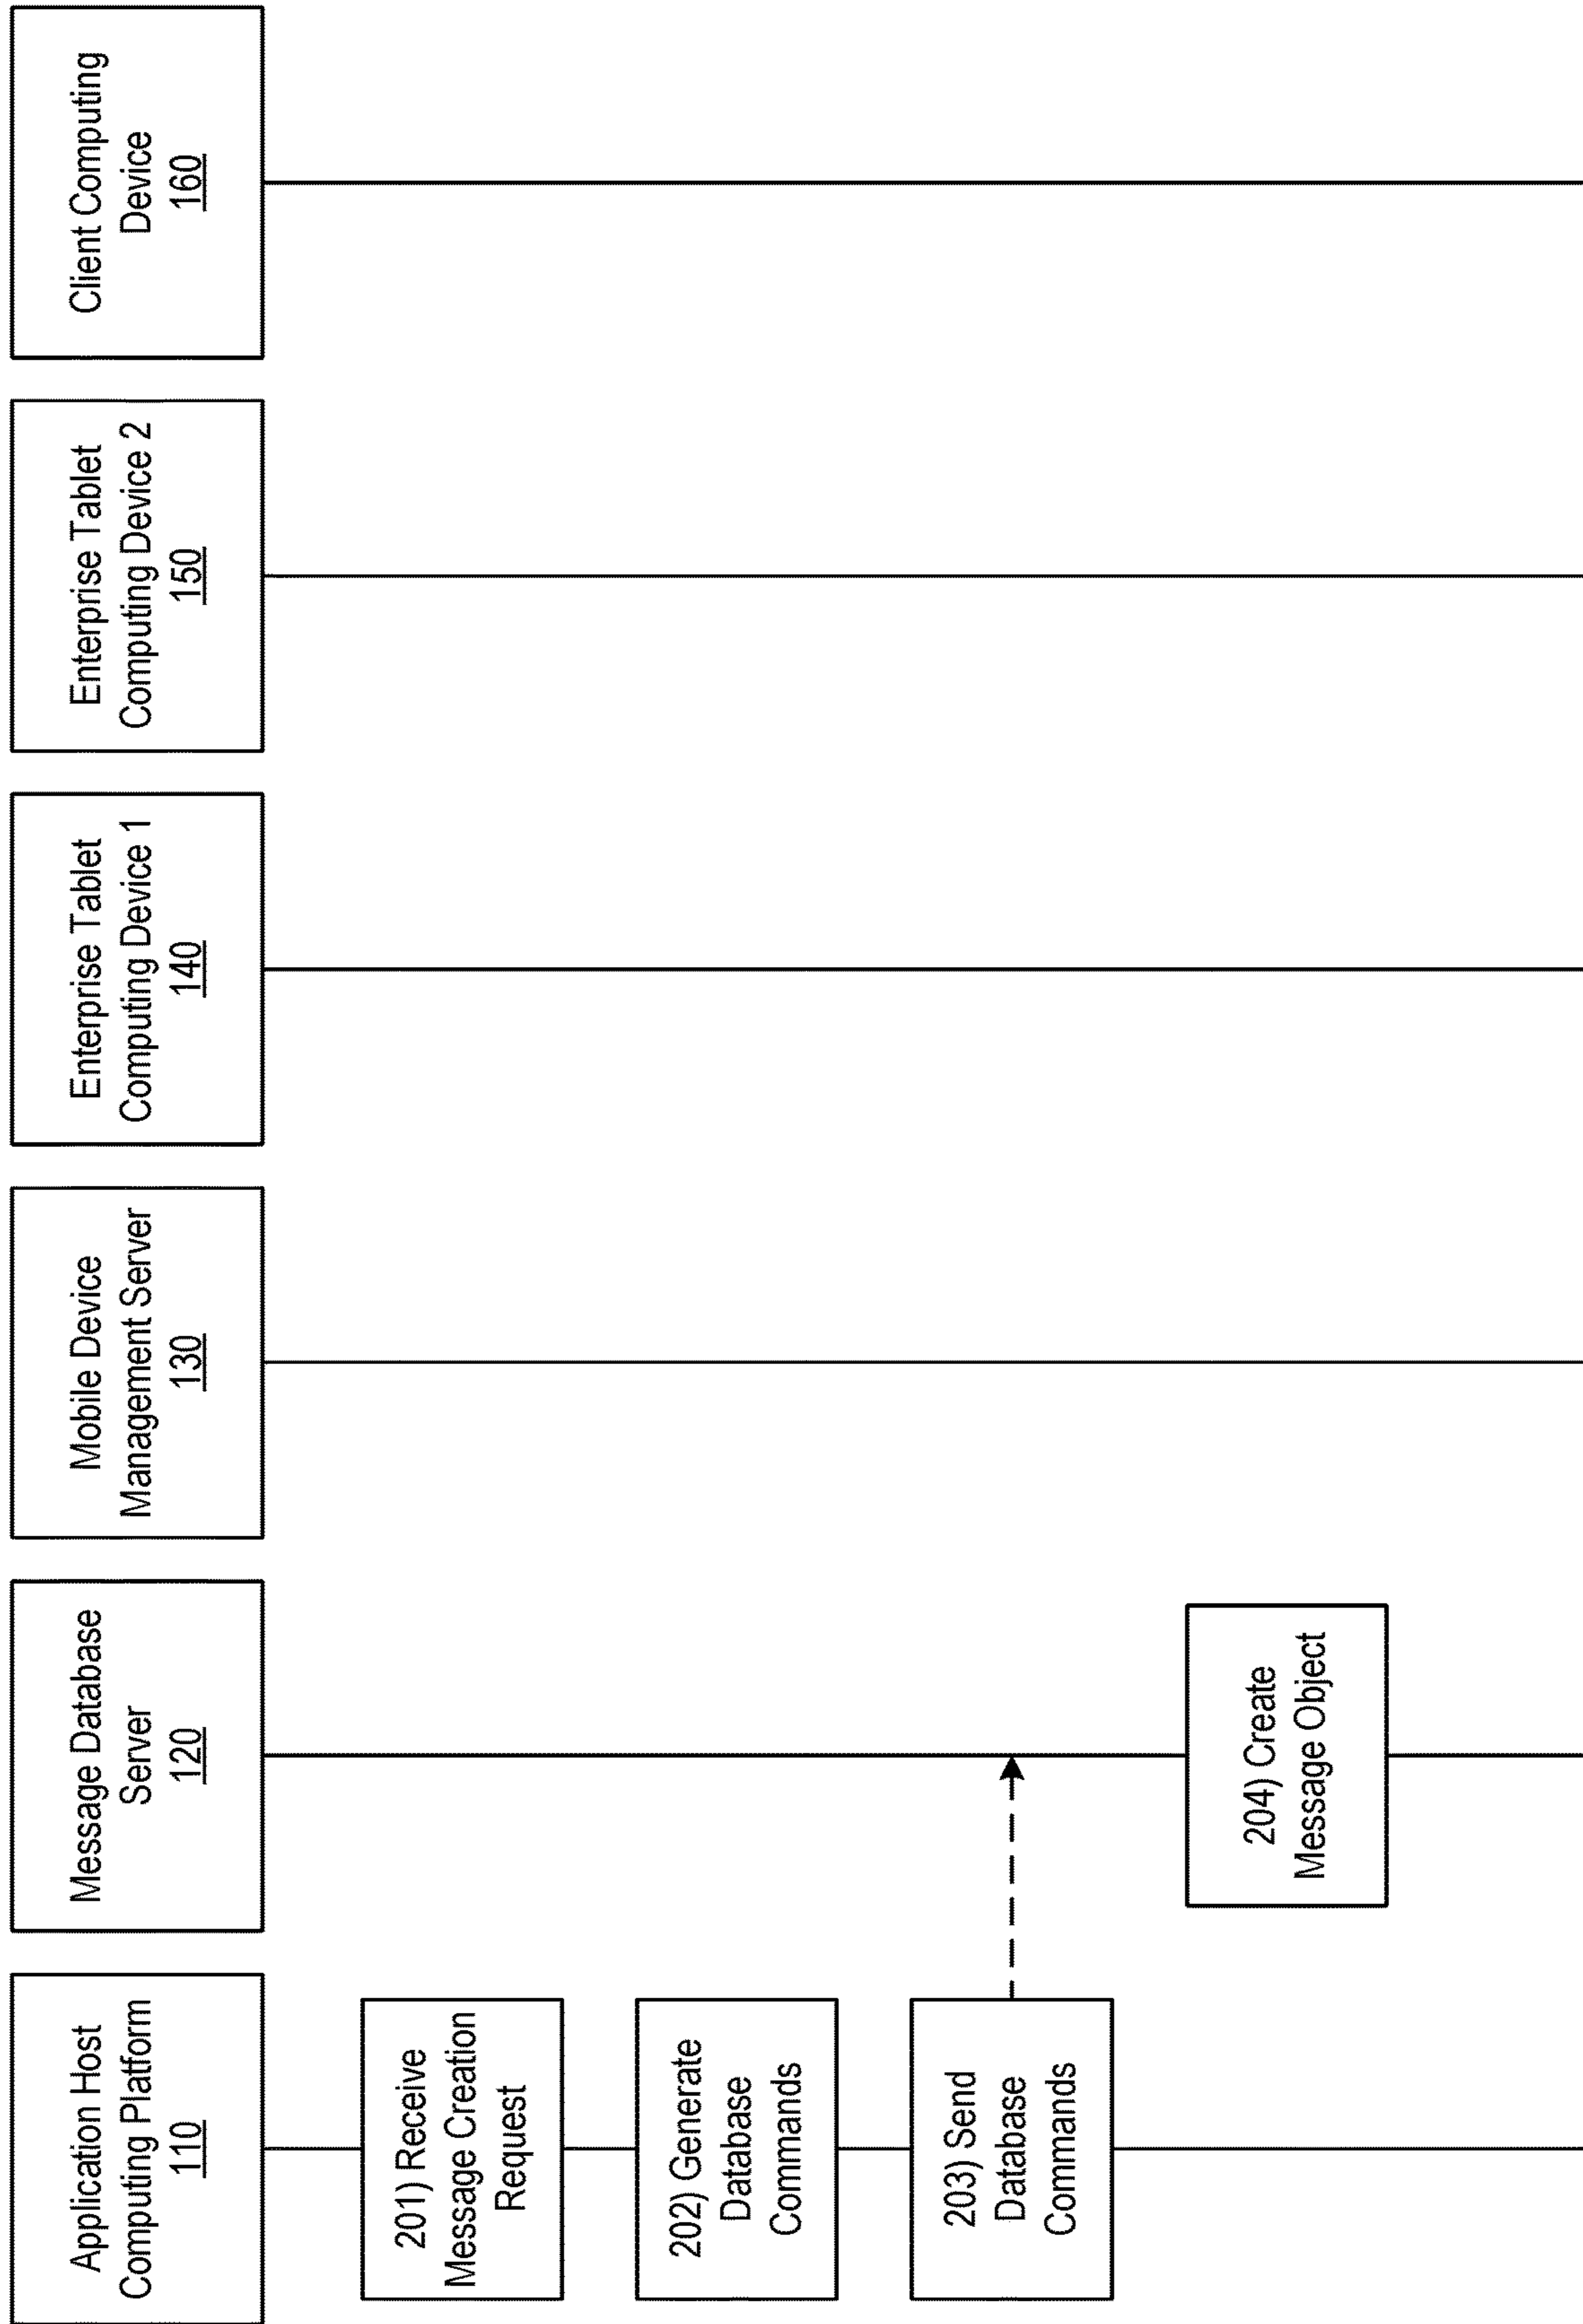 Application Host
Computing Platform
110
Message Database
Server
120
Mobile Device
Management Server
130
Enterprise Tablet
Computing Device 1
140
Enterprise Tablet
Computing Device 2
150
Client Computing
Device
160
201) Receive
Message Creation
Request
202) Generate
Database
Commands
203) Send
Database
Commands
204) Create
Message Object